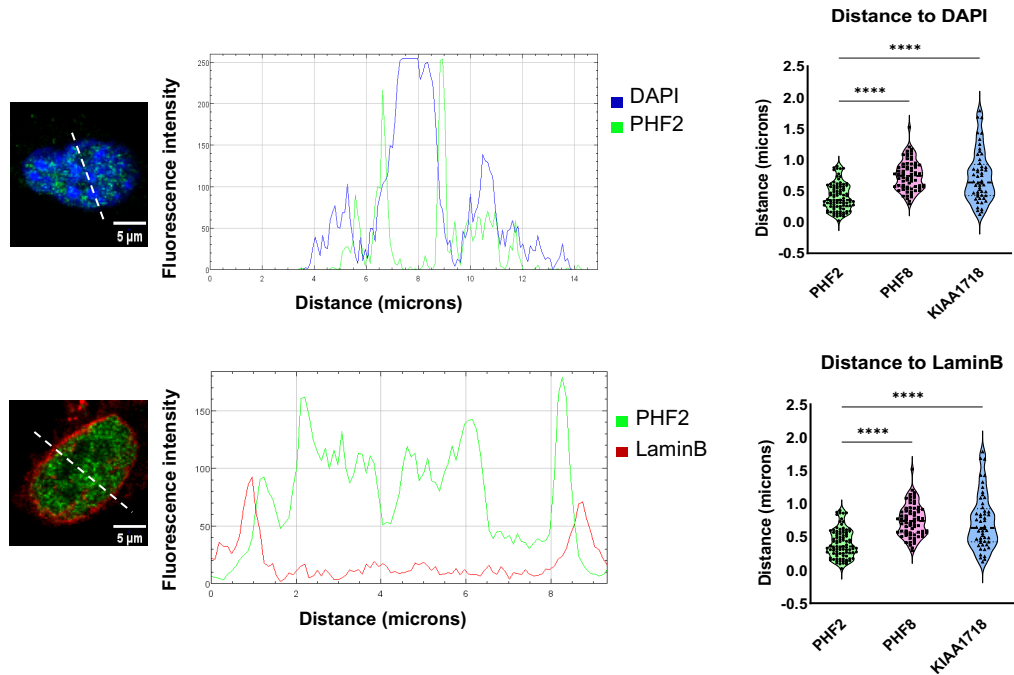 Distance to DAPI
5 µm
Fluorescence intensity
250
200
150
100
50
0
0 2 4 6 8 10 12 14
Distance (microns)
DAPI
PHF2
Distance (microns)
2.5
2.0
1.5
1.0
0.5
0.0
-0.5
****
****
PHF2
PHF8
KIAA1718
Distance to LaminB
5 µm
Fluorescence intensity
150
100
50
0
0 2 4 6 8
Distance (microns)
PHF2
LaminB
Distance (microns)
2.5
2.0
1.5
1.0
0.5
0.0
-0.5
****
****
PHF2
PHF8
KIAA1718